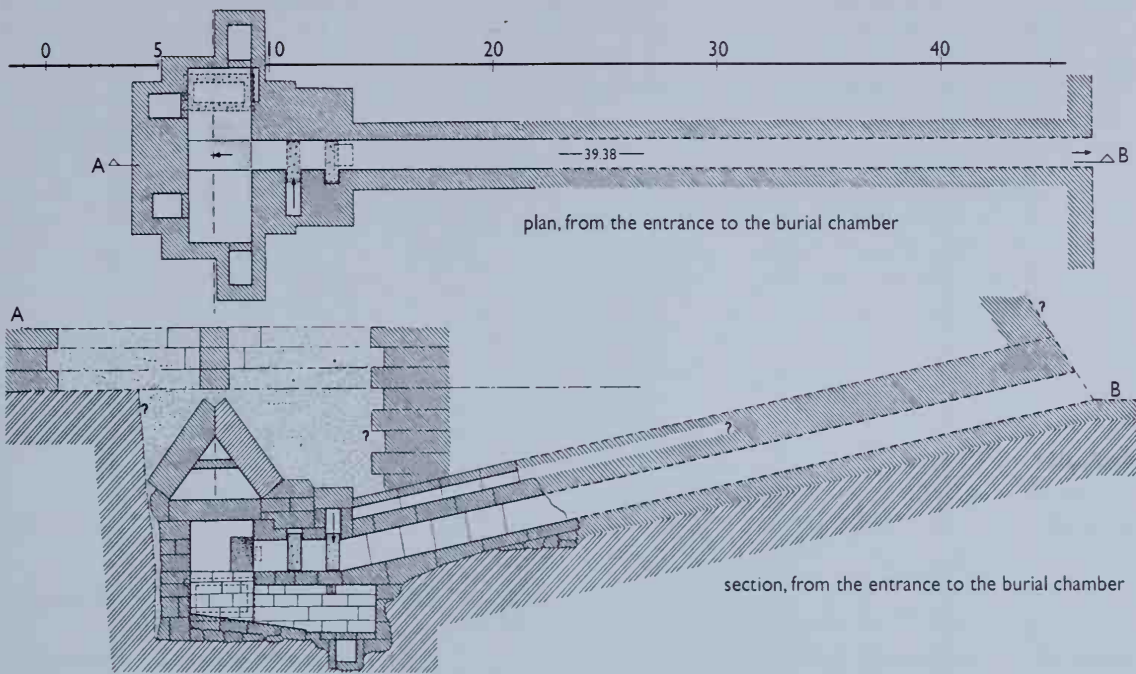 0 5 10 20 30 40
A 39.38 B
plan, from the entrance to the burial chamber
A
?
?
?
?
B
section, from the entrance to the burial chamber